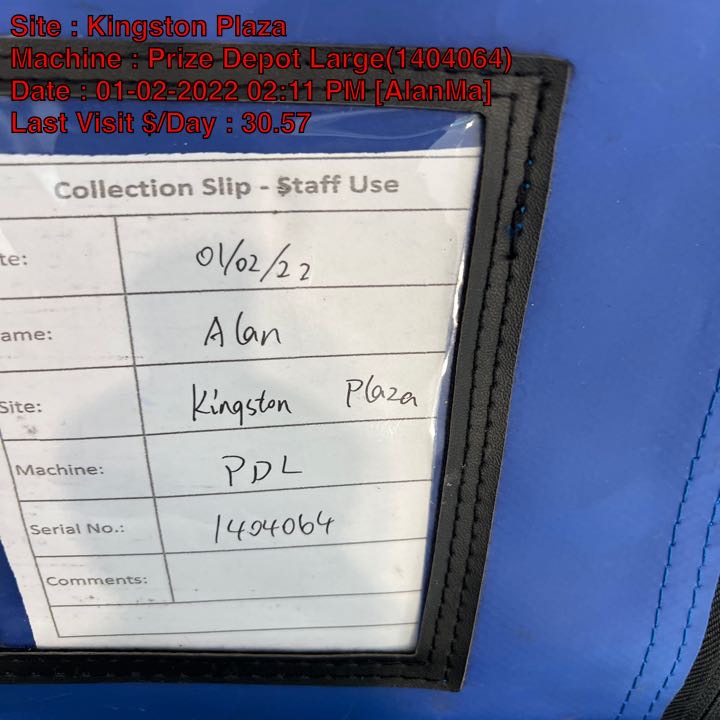 Site : Kingston Plaza
Machine : Prize Depot Large(1404064)
Date : 01-02-2022 02:11 PM [AlanMa]
Last Visit $/Day : 30.57
Collection Slip - Staff Use
te: 01/02/22
ame: Alan
Site: Kingston Plaza
Machine: PDL
Serial No.: 1404064
Comments: